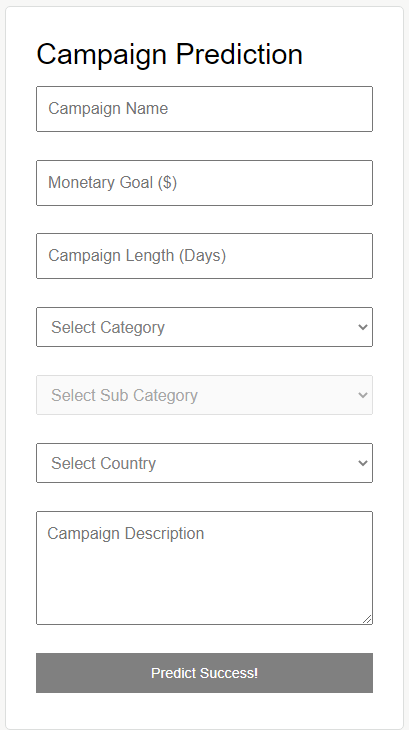 Campaign Prediction
Campaign Name
Monetary Goal ($)
Campaign Length (Days)
Select Category
Select Sub Category
Select Country
Campaign Description
Predict Success!